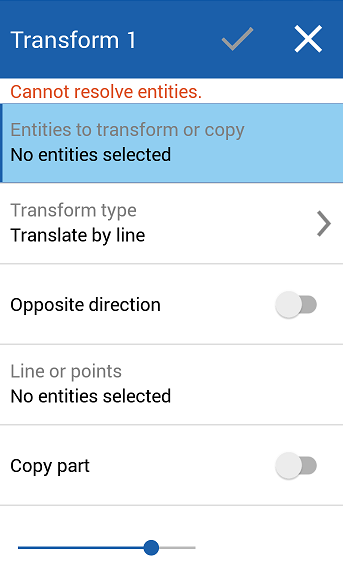 Transform 1
Cannot resolve entities.
Entities to transform or copy
No entities selected
Transform type
Translate by line
Opposite direction
Line or points
No entities selected
Copy part